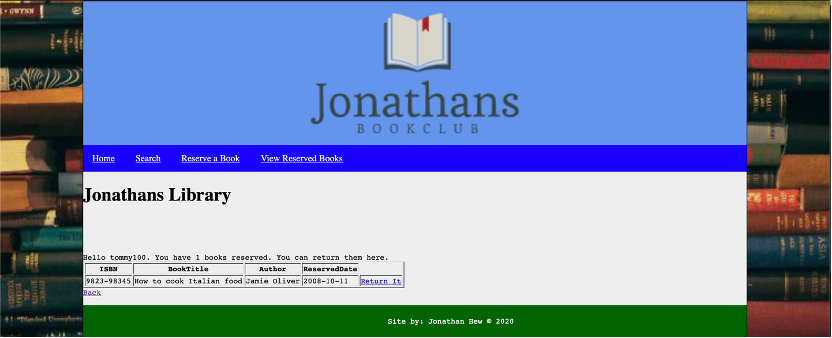 Jonathans
BOOKCLUB
Home Search Reserve a Book View Reserved Books
Jonathans Library
Hello tommy100. You have 1 books reserved. You can return them here.
ISBN BookTitle Author ReservedDate
9823-98345 How to cook Italian food Jamie Oliver 2008-10-11 Return It
Back
Site by: Jonathan Hew © 2020